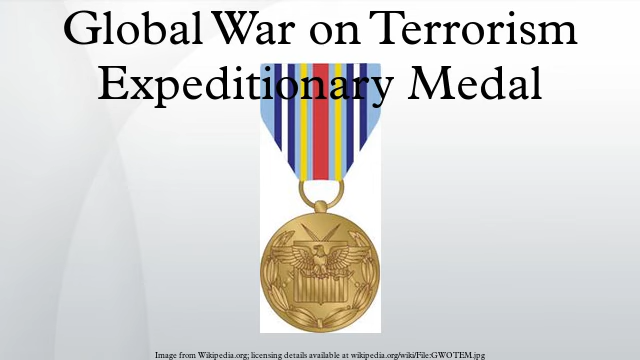 Global War on Terrorism
Expeditionary Medal
Image from Wikipedia.org; licensing details available at wikipedia.org/wiki/File:GWOTEM.jpg